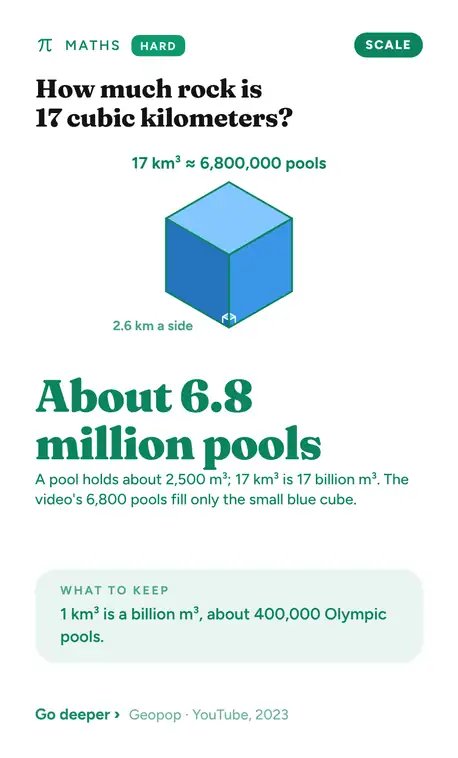 π MATHS HARD SCALE
How much rock is
17 cubic kilometers?
17 km³ ≈ 6,800,000 pools
2.6 km a side
About 6.8
million pools
A pool holds about 2,500 m³; 17 km³ is 17 billion m³. The
video's 6,800 pools fill only the small blue cube.
WHAT TO KEEP
1 km³ is a billion m³, about 400,000 Olympic
pools.
Go deeper › Geopop · YouTube, 2023